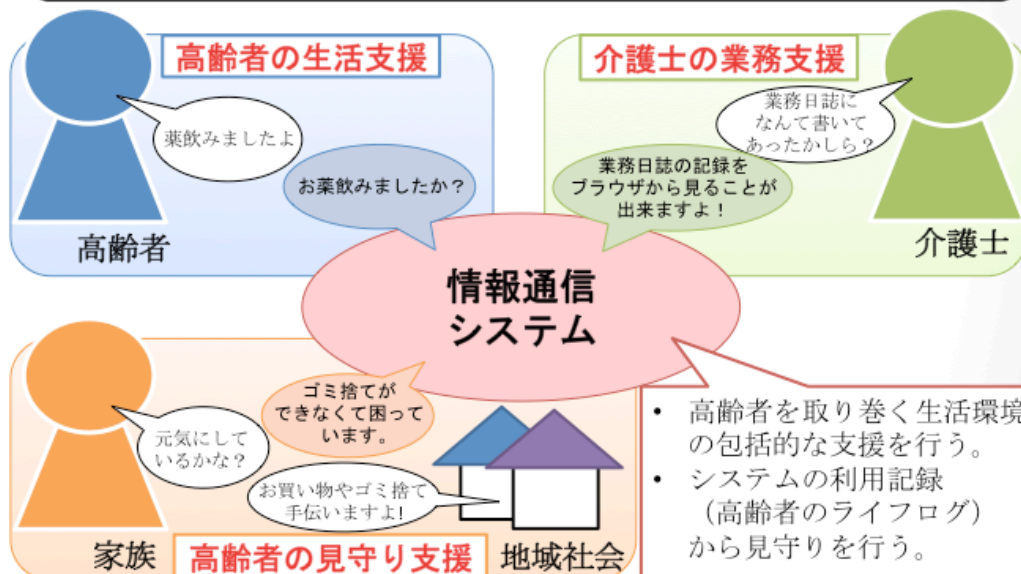 高齢者の生活支援
薬飲みましたよ
お薬飲みましたか？
高齢者
介護士の業務支援
業務日誌に
なんて書いて
あったかしら？
業務日誌の記録を
ブラウザから見ることが
出来ますよ！
介護士
情報通信
システム
ゴミ捨てが
できなくて困って
います。
元気にして
いるかな？
お買い物やゴミ捨て
手伝いますよ!
家族
高齢者の見守り支援
地域社会
• 高齢者を取り巻く生活環境
の包括的な支援を行う。
• システムの利用記録
（高齢者のライフログ）
から見守りを行う。